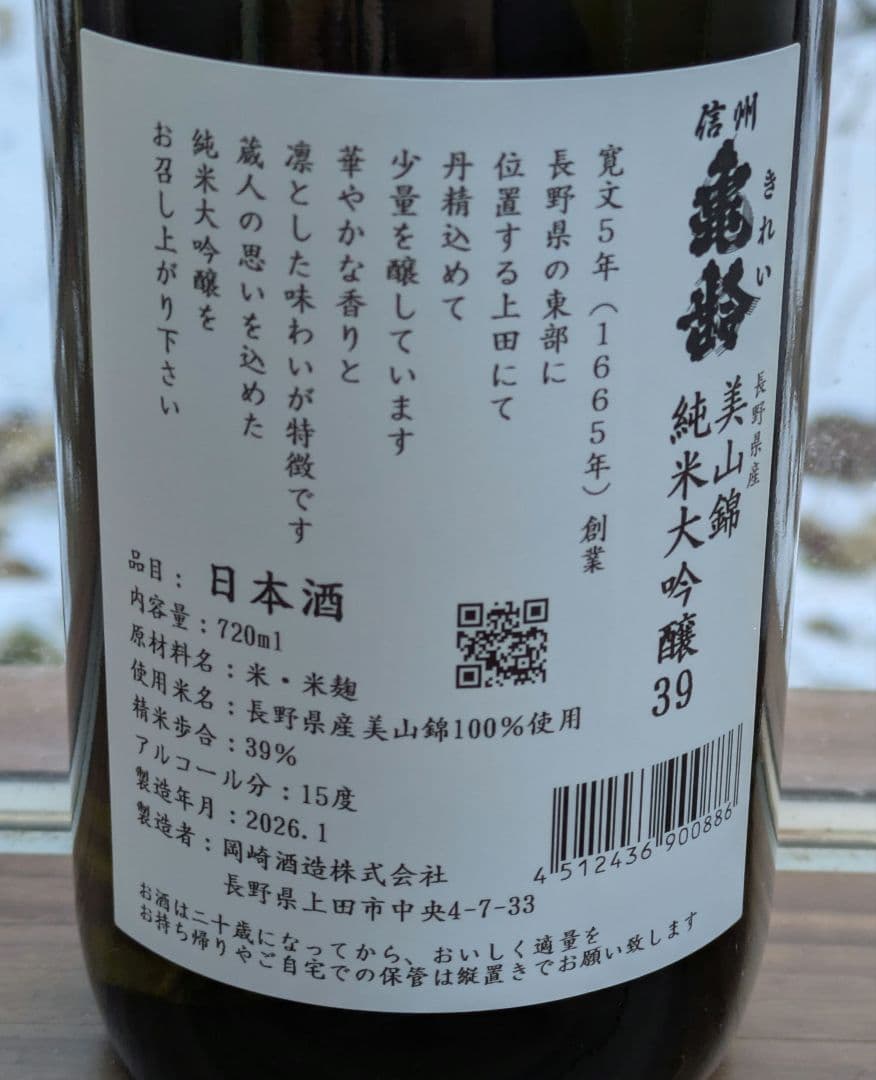 信州
亀齢
きれい
長野県産
美山錦
純米大吟醸39
寛文5年（1665年）創業
長野県の東部に
位置する上田にて
丹精込めて
少量を醸しています
華やかな香りと
凛とした味わいが特徴です
蔵人の思いを込めた
純米大吟醸を
お召し上がり下さい
品目：日本酒
内容量：720ml
原材料名：米・米麹
使用米名：長野県産美山錦100％使用
精米歩合：39％
アルコール分：15度
製造年月：2026.1
製造者：岡崎酒造株式会社
長野県上田市中央4-7-33
4 512436 900886
お酒は二十歳になってから、おいしく適量を
お持ち帰りやご自宅での保管は縦置きでお願い致します